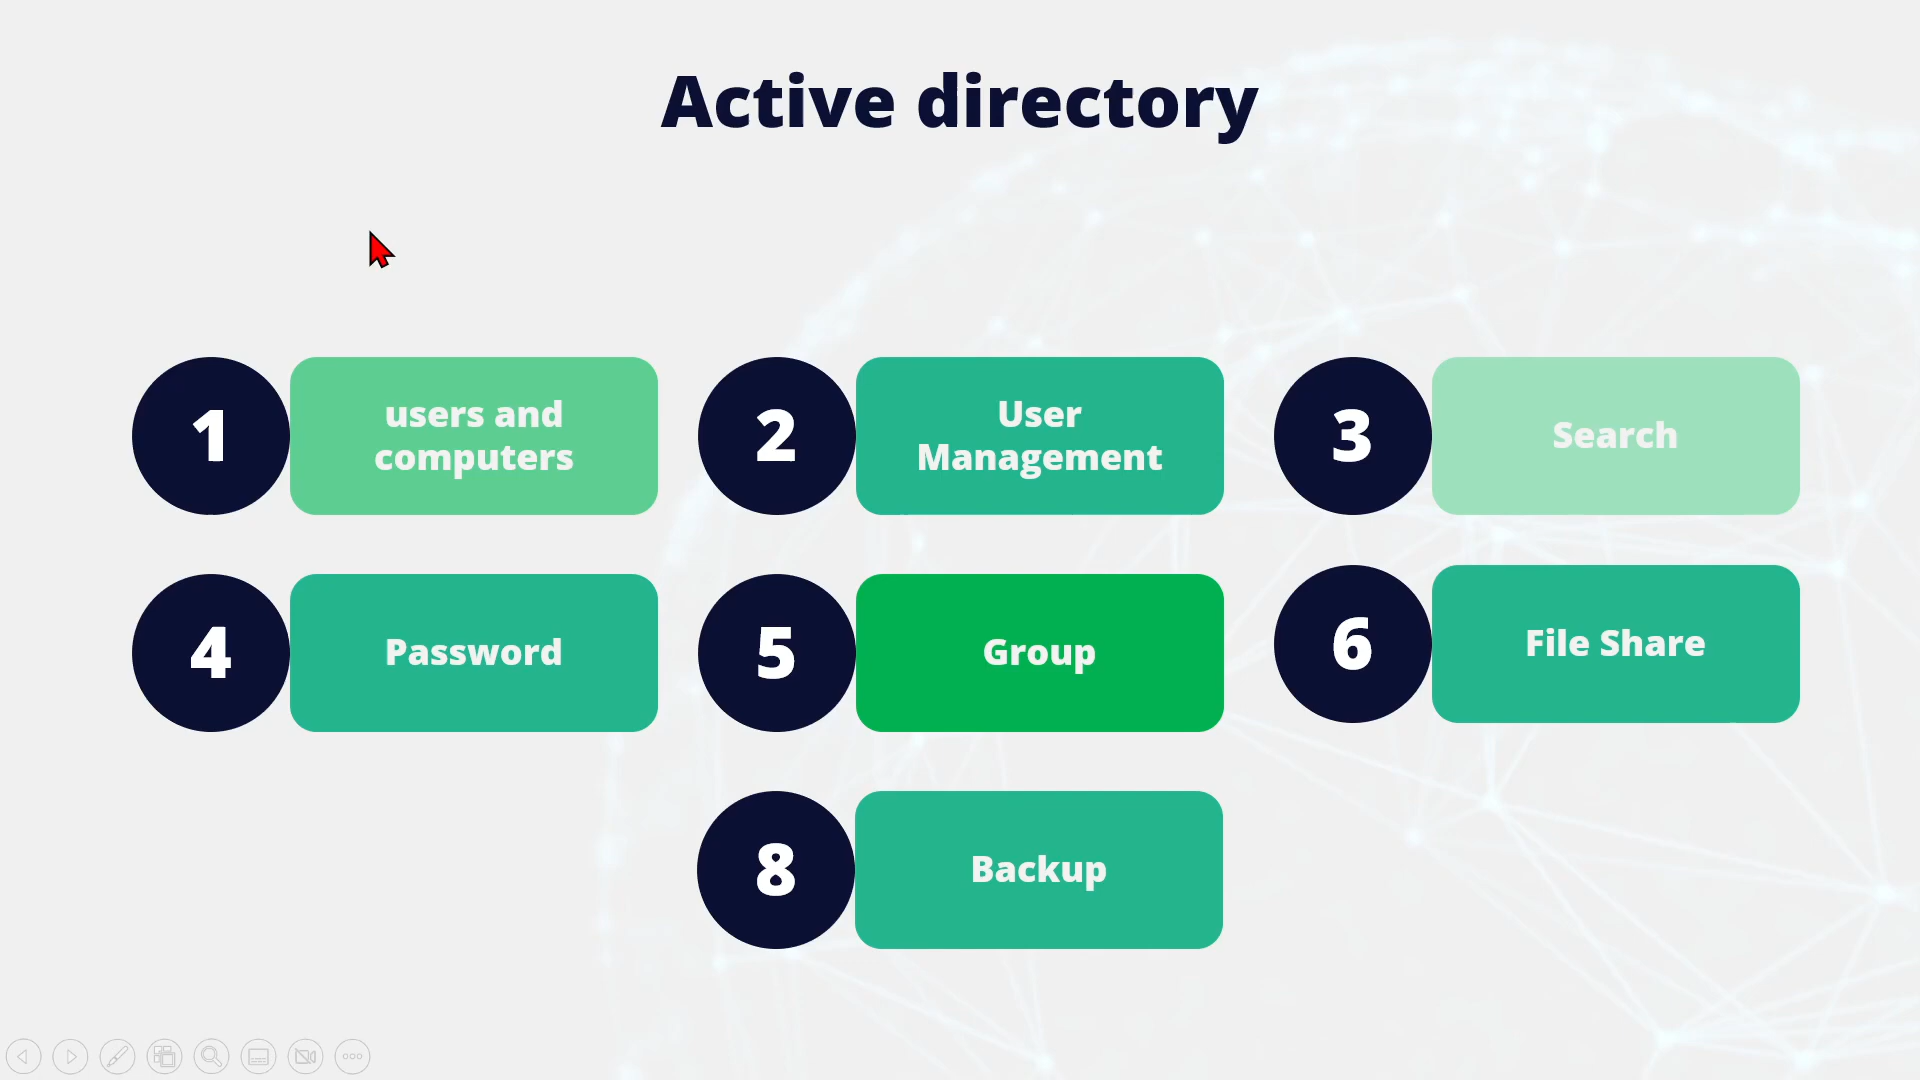 Active directory
1
users and
computers
2
User
Management
3
Search
4
Password
5
Group
6
File Share
8
Backup